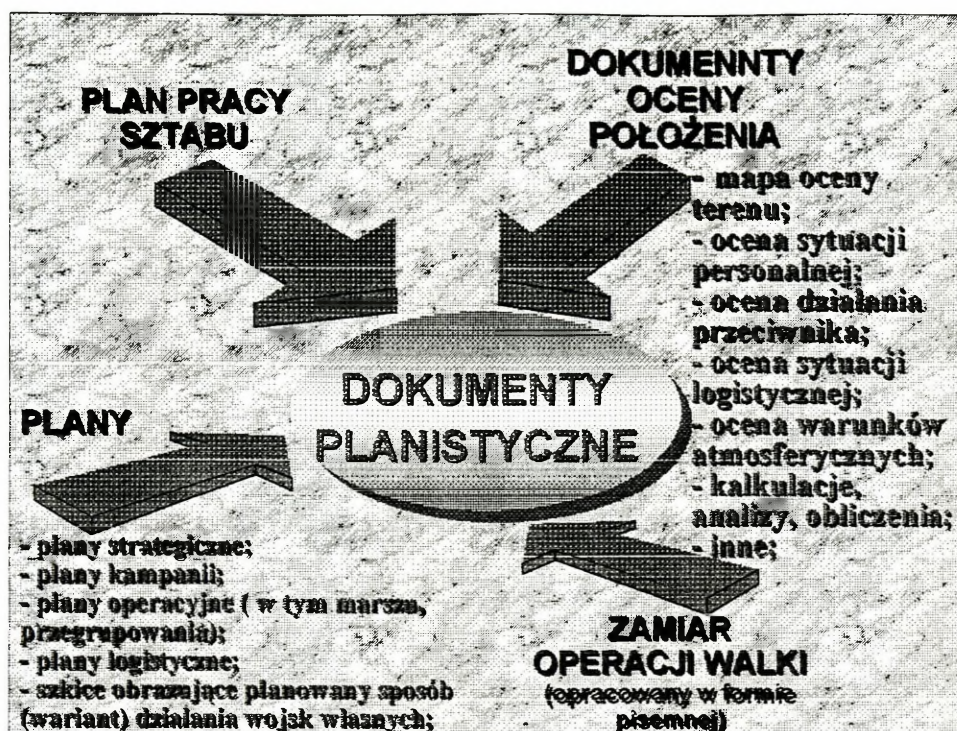 PLAN PRACY
SZTABU
DOKUMENNTY
OCENY
POŁOŻENIA
- mapa oceny
terenu;
- ocena sytuacji
personalnej;
- ocena działania
przeciwnika;
- ocena sytuacji
logistycznej;
- ocena warunków
atmosferycznych;
- kalkulacje,
analizy, obliczenia;
- inne;
DOKUMENTY
PLANISTYCZNE
PLANY
- plany strategiczne;
- plany kampanii;
- plany operacyjne ( w tym marszu,
przegrupowania);
- plany logistyczne;
- szkice obrazujące planowany sposób
(wariant) działania wojsk własnych;
ZAMIAR
OPERACJI WALKI
(opracowany w formie
pisemnej)